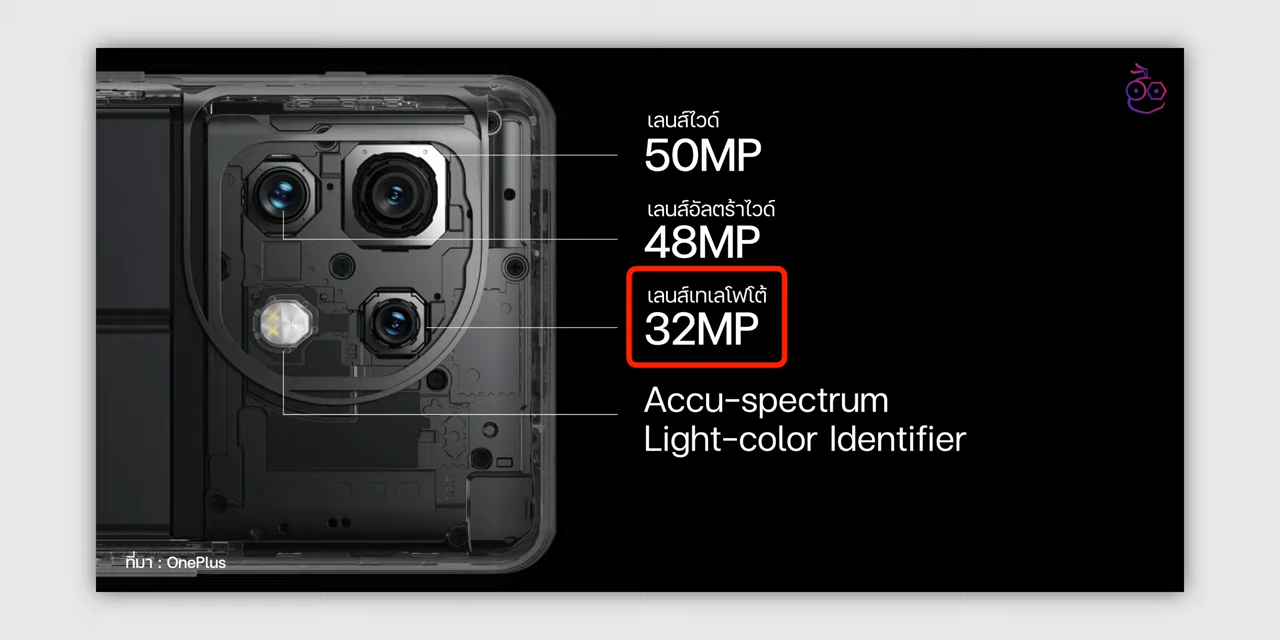 เลนส์ไวด์
50MP
เลนส์อัลตร้าไวด์
48MP
เลนส์เทเลโฟโต้
32MP
Accu-spectrum
Light-color Identifier
ที่มา : OnePlus